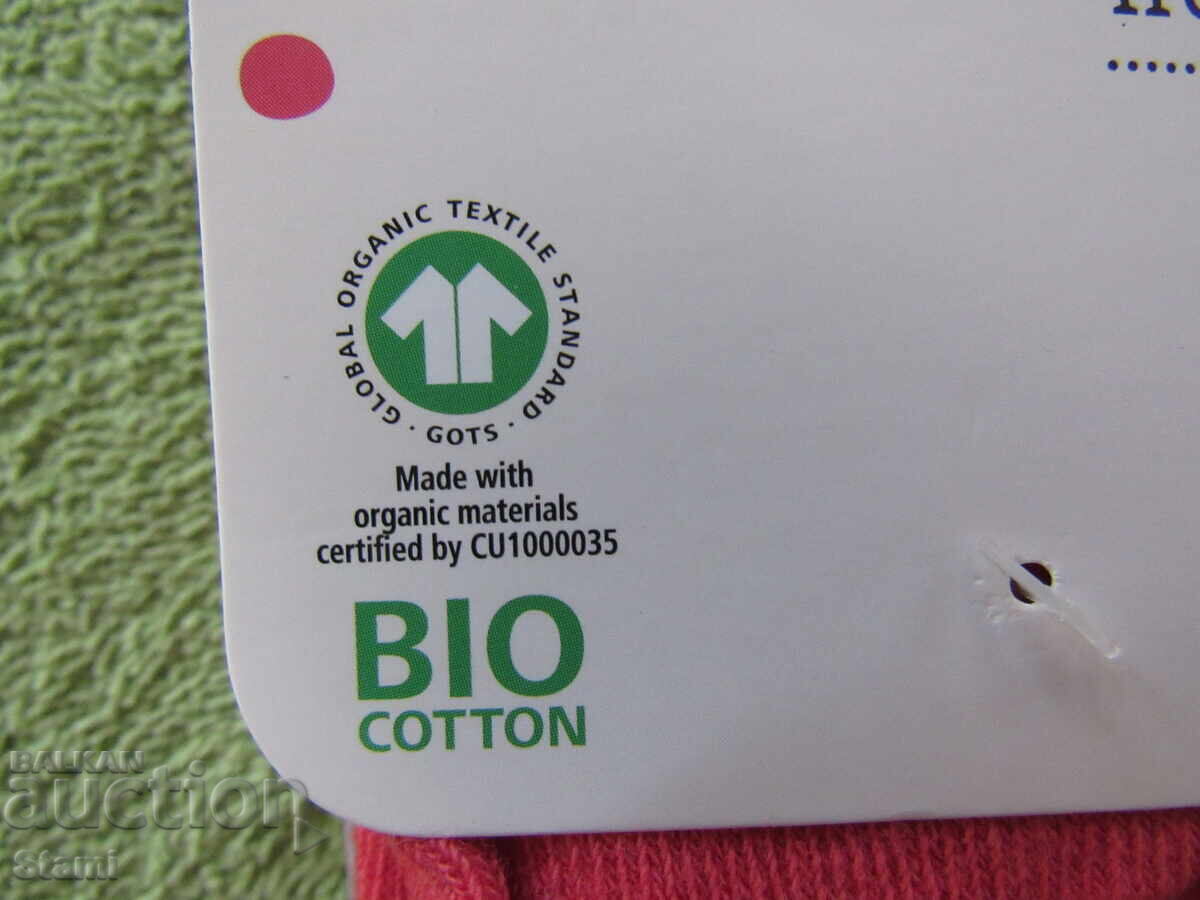 GLOBAL ORGANIC TEXTILE STANDARD
· GOTS ·
Made with
organic materials
certified by CU1000035
BIO
COTTON
BALKAN
auction
Stami